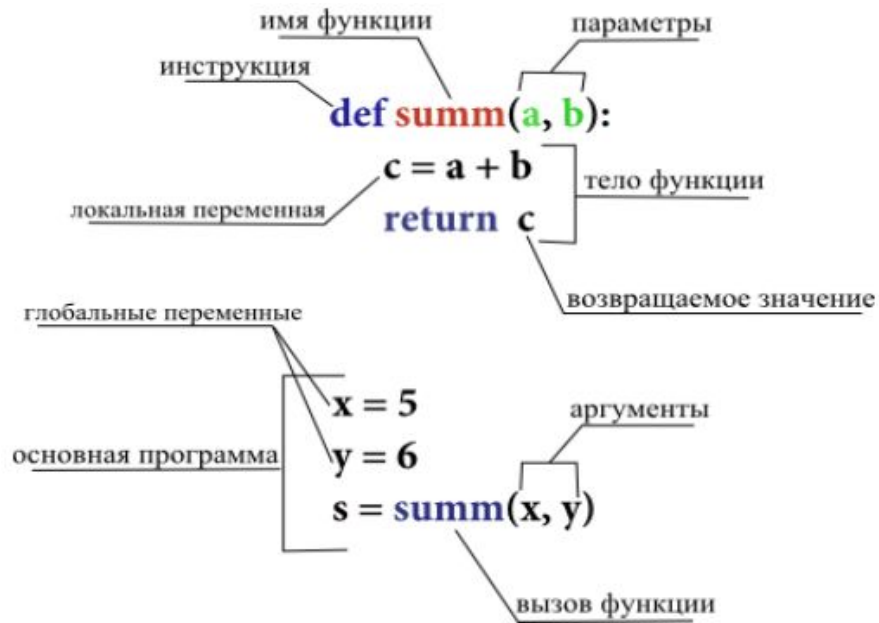 имя функции
параметры
инструкция
def summ(a, b):
c = a + b
тело функции
локальная переменная
return c
возвращаемое значение
глобальные переменные
x = 5
аргументы
основная программа
y = 6
s = summ(x, y)
вызов функции